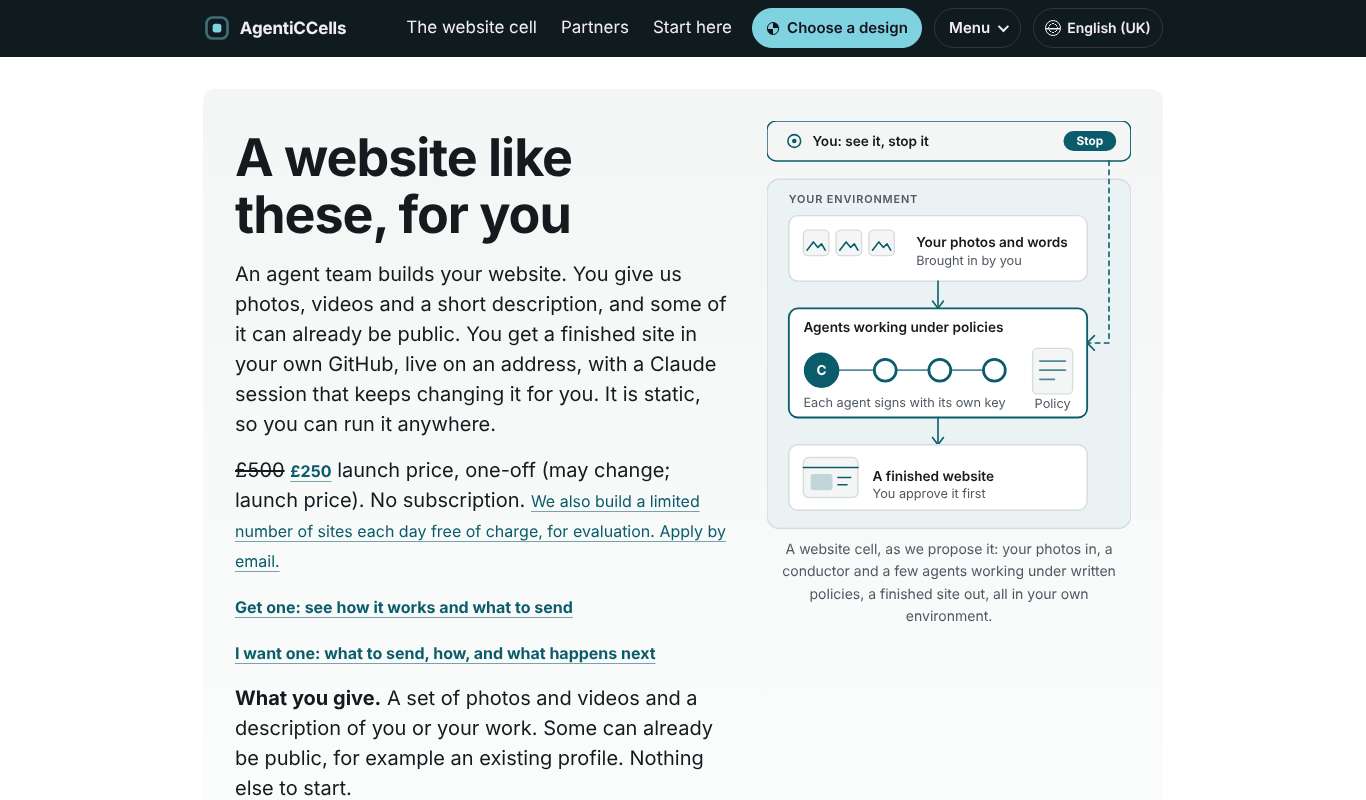 AgentiCCells
The website cell
Partners
Start here
Choose a design
Menu
English (UK)
A website like
these, for you
An agent team builds your website. You give us
photos, videos and a short description, and some of
it can already be public. You get a finished site in
your own GitHub, live on an address, with a Claude
session that keeps changing it for you. It is static,
so you can run it anywhere.
£500 £250 launch price, one-off (may change;
launch price). No subscription. We also build a limited
number of sites each day free of charge, for evaluation. Apply by
email.
Get one: see how it works and what to send
I want one: what to send, how, and what happens next
What you give. A set of photos and videos and a
description of you or your work. Some can already
be public, for example an existing profile. Nothing
else to start.
You: see it, stop it
Stop
YOUR ENVIRONMENT
Your photos and words
Brought in by you
Agents working under policies
C
Each agent signs with its own key
Policy
A finished website
You approve it first
A website cell, as we propose it: your photos in, a
conductor and a few agents working under written
policies, a finished site out, all in your own
environment.